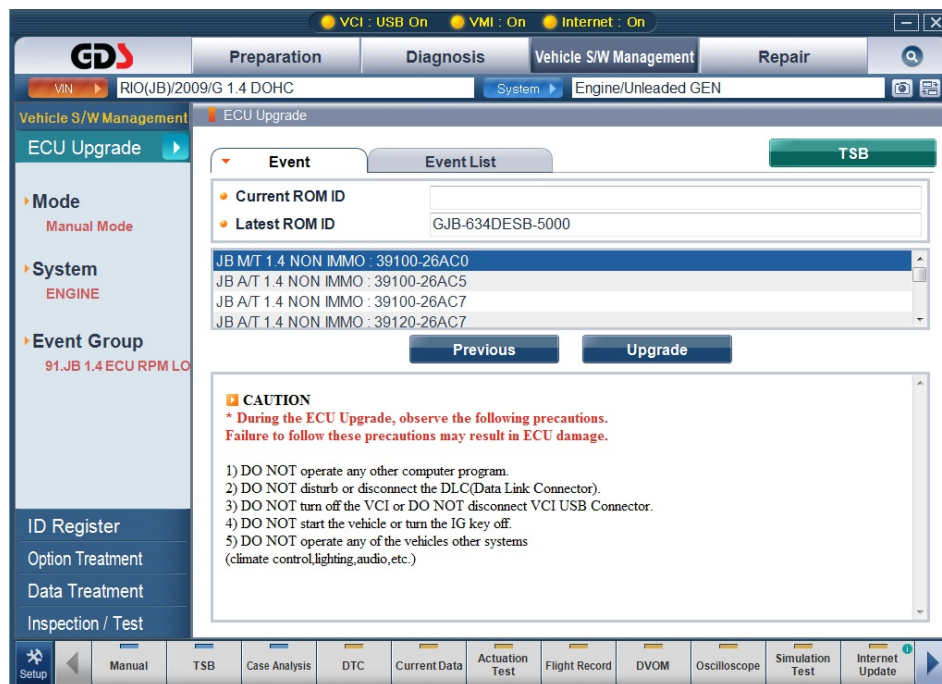 VCI : USB On VMI : On Internet : On
GDS Preparation Diagnosis Vehicle S/W Management Repair
VIN RIO(JB)/2009/G 1.4 DOHC System Engine/Unleaded GEN
Vehicle S/W Management
ECU Upgrade
ECU Upgrade
Event Event List TSB
Current ROM ID
Latest ROM ID GJB-634DESB-5000
Mode
Manual Mode
System
ENGINE
Event Group
91.JB 1.4 ECU RPM LO
JB M/T 1.4 NON IMMO : 39100-26AC0
JB A/T 1.4 NON IMMO : 39100-26AC5
JB A/T 1.4 NON IMMO : 39100-26AC7
JB A/T 1.4 NON IMMO : 39120-26AC7
Previous Upgrade
CAUTION
* During the ECU Upgrade, observe the following precautions.
Failure to follow these precautions may result in ECU damage.
1) DO NOT operate any other computer program.
2) DO NOT disturb or disconnect the DLC(Data Link Connector).
3) DO NOT turn off the VCI or DO NOT disconnect VCI USB Connector.
4) DO NOT start the vehicle or turn the IG key off.
5) DO NOT operate any of the vehicles other systems
(climate control,lighting,audio,etc.)
ID Register
Option Treatment
Data Treatment
Inspection / Test
Setup Manual TSB Case Analysis DTC Current Data Actuation Test Flight Record DVOM Oscilloscope Simulation Test Internet Update